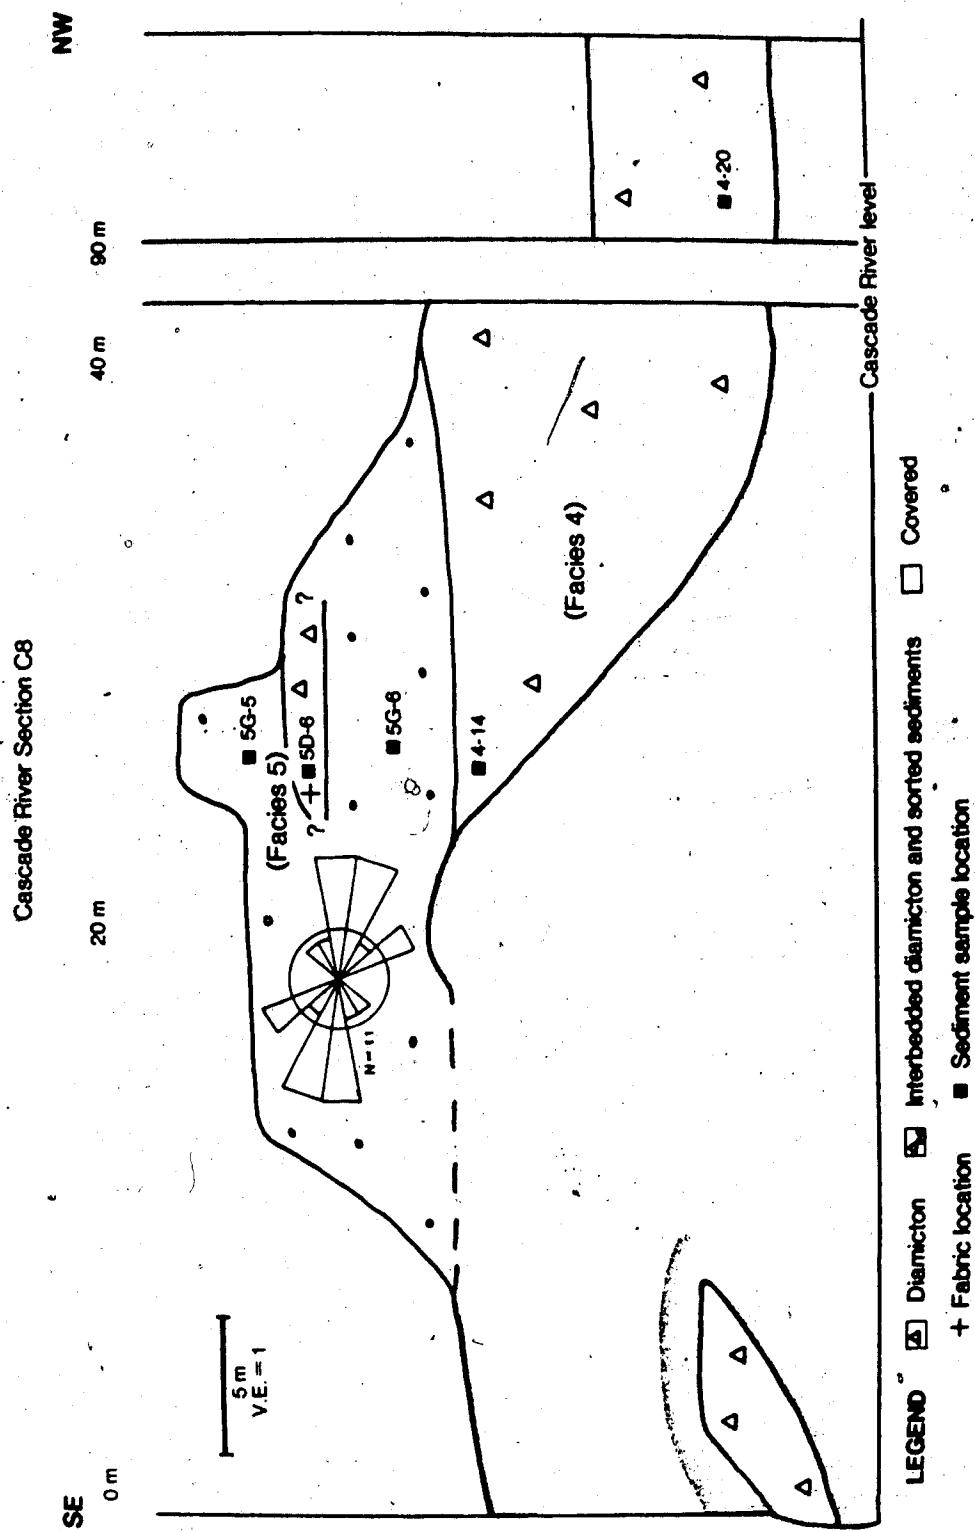 Cascade River Section C8
SE
NW
0 m
20 m
40 m
90 m
5 m
V.E. = 1
N=11
(Facies 5)
5G-5
? 5D-6 ?
5G-6
4-14
(Facies 4)
4-20
Cascade River level
LEGEND Diamicton Interbedded diamicton and sorted sediments Covered
+ Fabric location ■ Sediment sample location